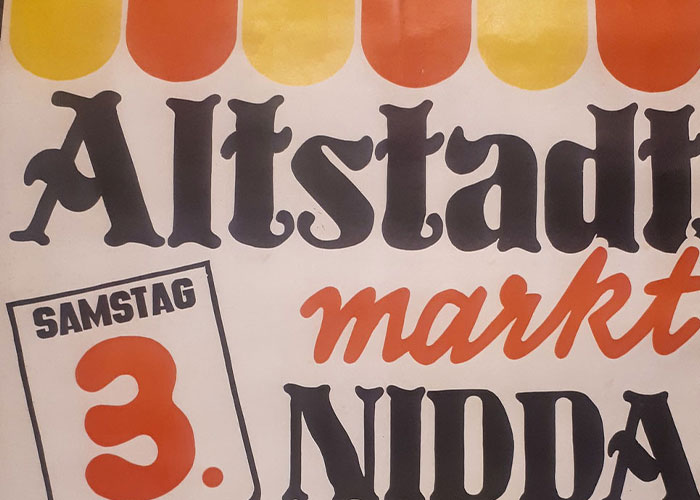 Altstadt
markt
SAMSTAG
3.
NIDDA